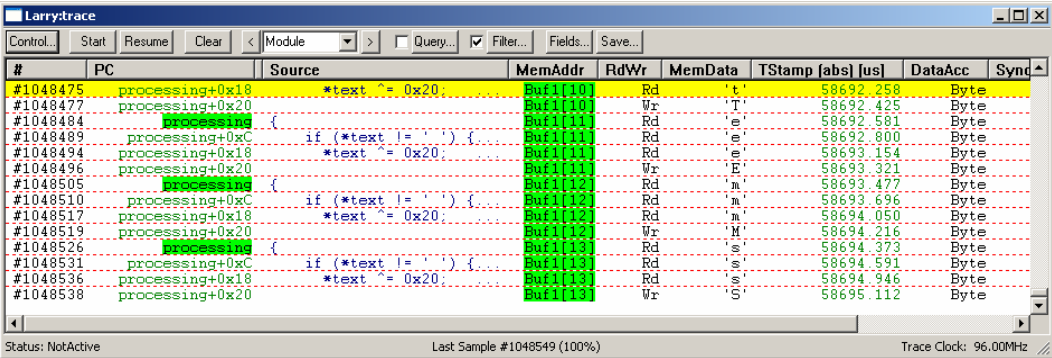 Larry:trace
Control... Start Resume Clear < Module > Query... Filter... Fields... Save...
# PC Source MemAddr RdWr MemData TStamp [abs] [us] DataAcc Sync
#1048475 processing+0x18 *text ^= 0x20; ... Buf1[10] Rd 't' 58692.258 Byte
#1048477 processing+0x20 Buf1[10] Wr 'T' 58692.425 Byte
#1048484 processing { Buf1[11] Rd 'e' 58692.581 Byte
#1048489 processing+0xC if (*text != ' ') {... Buf1[11] Rd 'e' 58692.800 Byte
#1048494 processing+0x18 *text ^= 0x20; ... Buf1[11] Rd 'e' 58693.154 Byte
#1048496 processing+0x20 Buf1[11] Wr 'E' 58693.321 Byte
#1048505 processing { Buf1[12] Rd 'm' 58693.477 Byte
#1048510 processing+0xC if (*text != ' ') {... Buf1[12] Rd 'm' 58693.696 Byte
#1048517 processing+0x18 *text ^= 0x20; ... Buf1[12] Rd 'm' 58694.050 Byte
#1048519 processing+0x20 Buf1[12] Wr 'M' 58694.216 Byte
#1048526 processing { Buf1[13] Rd 's' 58694.373 Byte
#1048531 processing+0xC if (*text != ' ') {... Buf1[13] Rd 's' 58694.591 Byte
#1048536 processing+0x18 *text ^= 0x20; ... Buf1[13] Rd 's' 58694.946 Byte
#1048538 processing+0x20 Buf1[13] Wr 'S' 58695.112 Byte
Status: NotActive Last Sample #1048549 (100%) Trace Clock: 96.00MHz